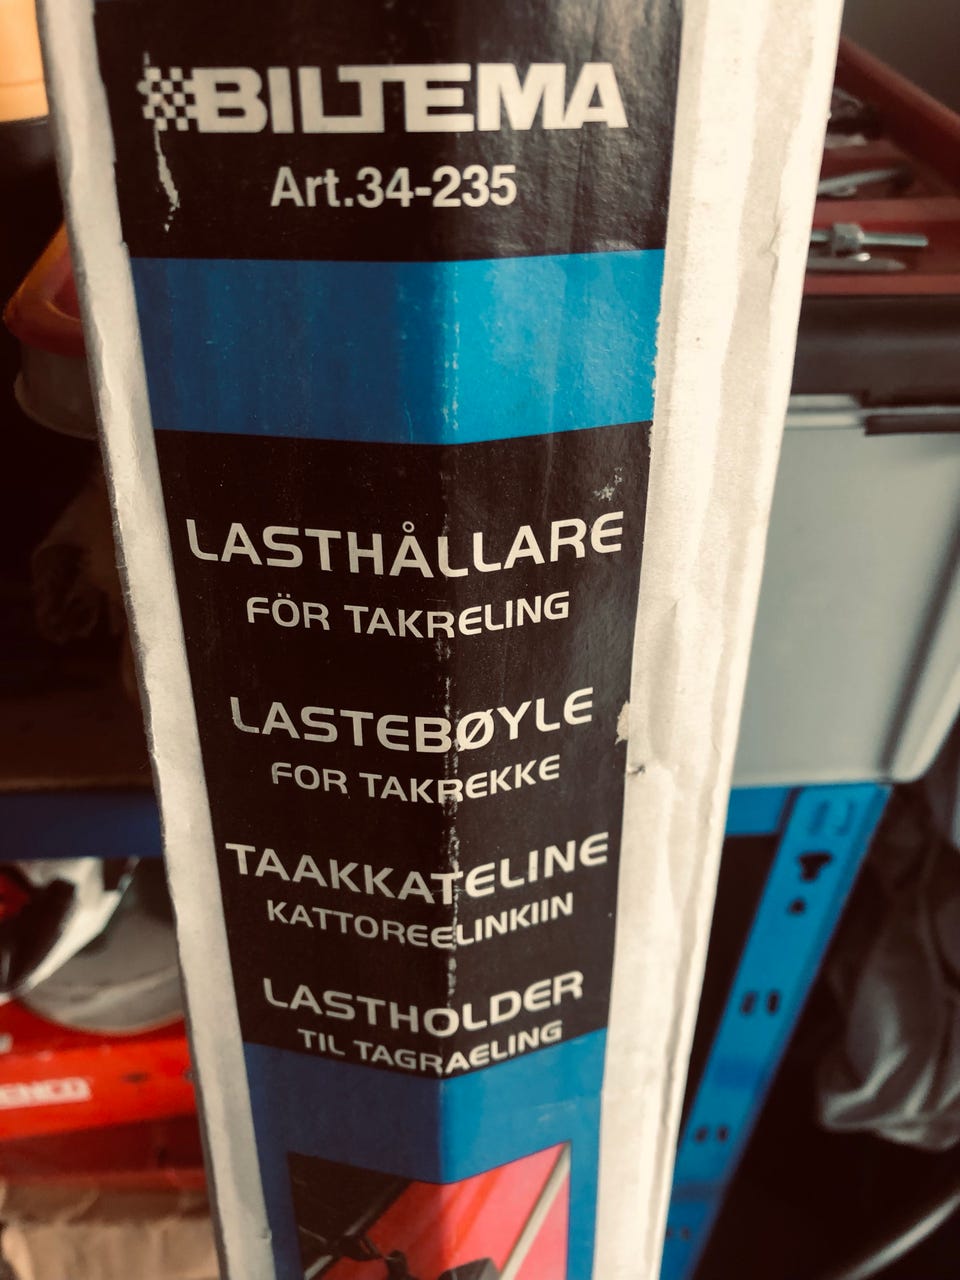 BILTEMA
Art.34-235
LASTHÅLLARE
FÖR TAKRELING
LASTEBØYLE
FOR TAKREKKE
TAAKKATELINE
KATTOREELINKIIN
LASTHOLDER
TIL TAGRAELING